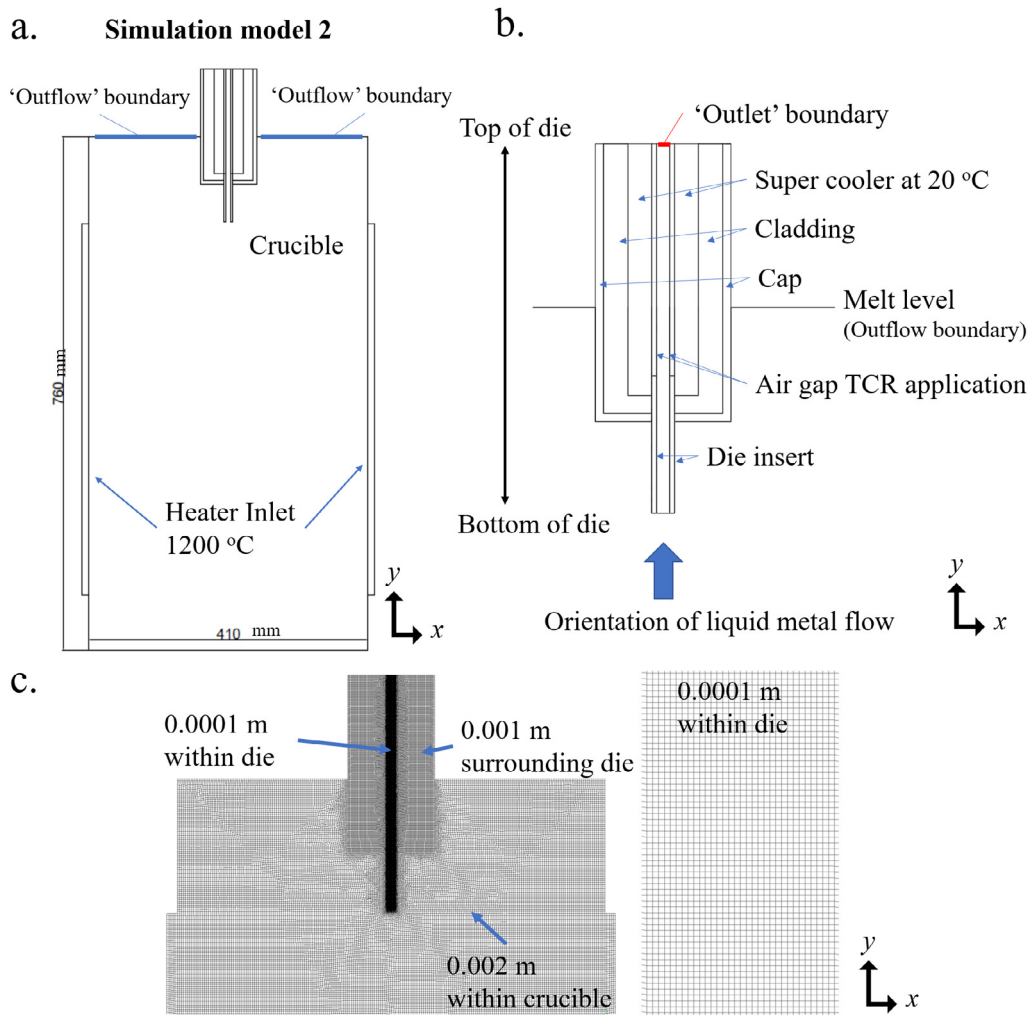 a.
Simulation model 2
‘Outflow’ boundary
‘Outflow’ boundary
Crucible
760 mm
Heater Inlet
1200 °C
410 mm
y
x
b.
‘Outlet’ boundary
Top of die
Super cooler at 20 °C
Cladding
Cap
Melt level
(Outflow boundary)
Air gap TCR application
Die insert
Bottom of die
Orientation of liquid metal flow
y
x
c.
0.0001 m
within die
0.001 m
surrounding die
0.002 m
within crucible
0.0001 m
within die
y
x